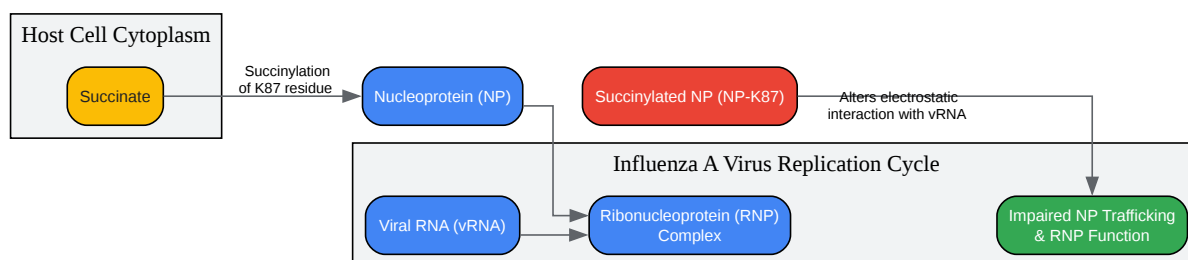 Host Cell Cytoplasm
Succinate
Succinylation
of K87 residue
Nucleoprotein (NP)
Succinylated NP (NP-K87)
Alters electrostatic
interaction with vRNA
Influenza A Virus Replication Cycle
Viral RNA (vRNA)
Ribonucleoprotein (RNP)
Complex
Impaired NP Trafficking
& RNP Function